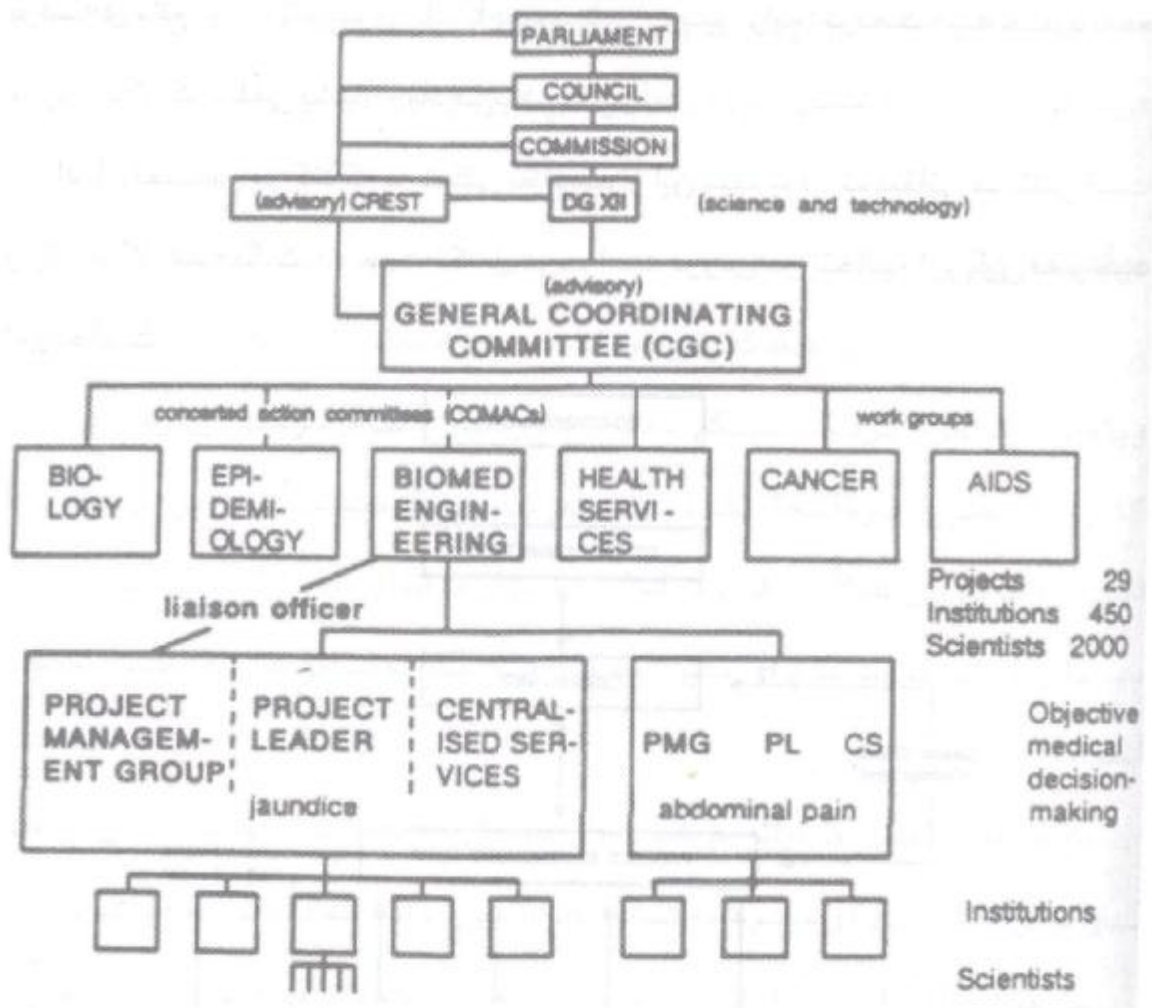 PARLIAMENT
COUNCIL
COMMISSION
(advisory) CREST
DG XII
(science and technology)
(advisory)
GENERAL COORDINATING
COMMITTEE (CGC)
concerted action committees (COMACs)
work groups
BIO-
LOGY
EPI-
DEMI-
OLOGY
BIOMED
ENGIN-
EERING
HEALTH
SERVI-
CES
CANCER
AIDS
Projects 29
Institutions 450
Scientists 2000
liaison officer
PROJECT
MANAGEM-
ENT GROUP
PROJECT
LEADER
CENTRAL-
ISED SER-
VICES
jaundice
PMG PL CS
abdominal pain
Objective
medical
decision-
making
Institutions
Scientists